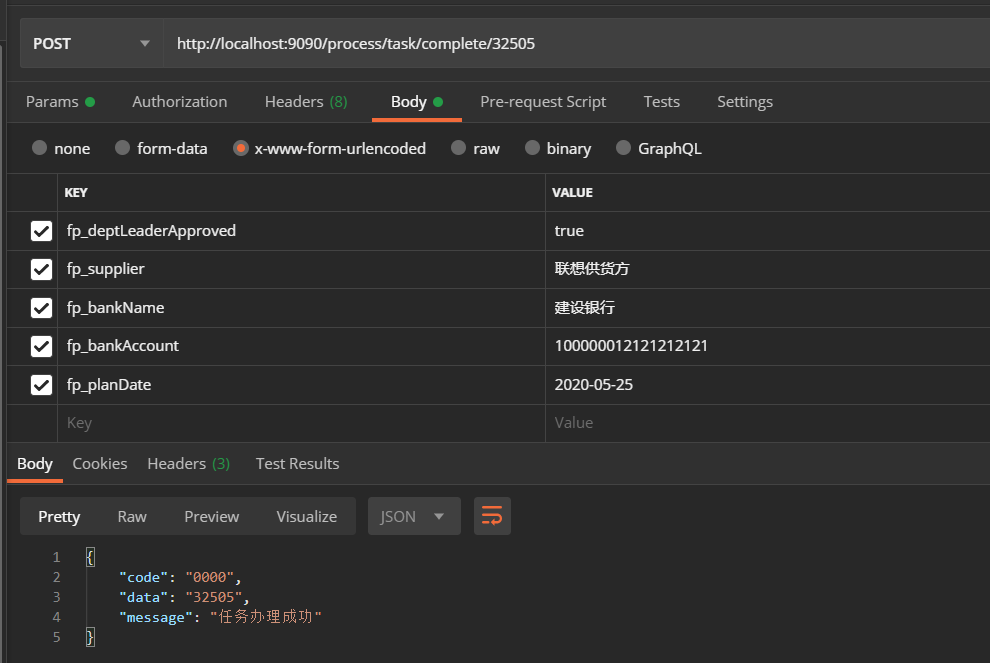 POST http://localhost:9090/process/task/complete/32505
Params Authorization Headers (8) Body Pre-request Script Tests Settings
none form-data x-www-form-urlencoded raw binary GraphQL
KEY VALUE
fp_deptLeaderApproved true
fp_supplier 联想供货方
fp_bankName 建设银行
fp_bankAccount 100000012121212121
fp_planDate 2020-05-25
Key Value
Body Cookies Headers (3) Test Results
Pretty Raw Preview Visualize JSON
1 {
2 "code": "0000",
3 "data": "32505",
4 "message": "任务办理成功"
5 }